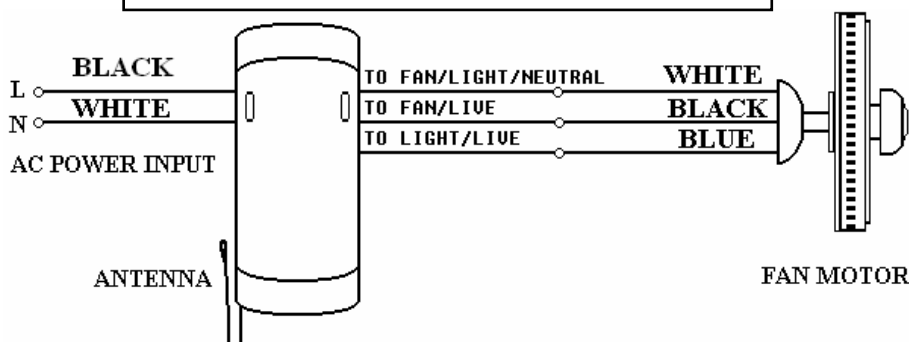 BLACK
L
WHITE
N
AC POWER INPUT
ANTENNA
TO FAN/LIGHT/NEUTRAL
WHITE
TO FAN/LIVE
BLACK
TO LIGHT/LIVE
BLUE
FAN MOTOR